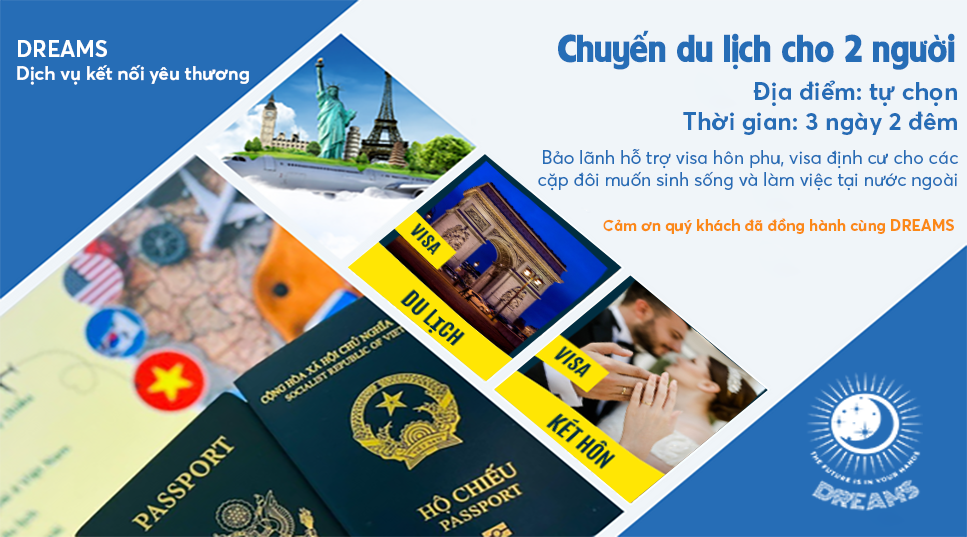 DREAMS
Dịch vụ kết nối yêu thương
Chuyến du lịch cho 2 người
Địa điểm: tự chọn
Thời gian: 3 ngày 2 đêm
Bảo lãnh hỗ trợ visa hôn phu, visa định cư cho các
cặp đôi muốn sinh sống và làm việc tại nước ngoài
Cảm ơn quý khách đã đồng hành cùng DREAMS
VISA
DU LỊCH
VISA
KẾT HÔN
CỘNG HÒA XÃ HỘI CHỦ NGHĨA
SOCIALIST REPUBLIC OF VIET
HỘ CHIẾU
PASSPORT
PASSPORT
THE FUTURE IS IN YOUR HANDS
DREAMS